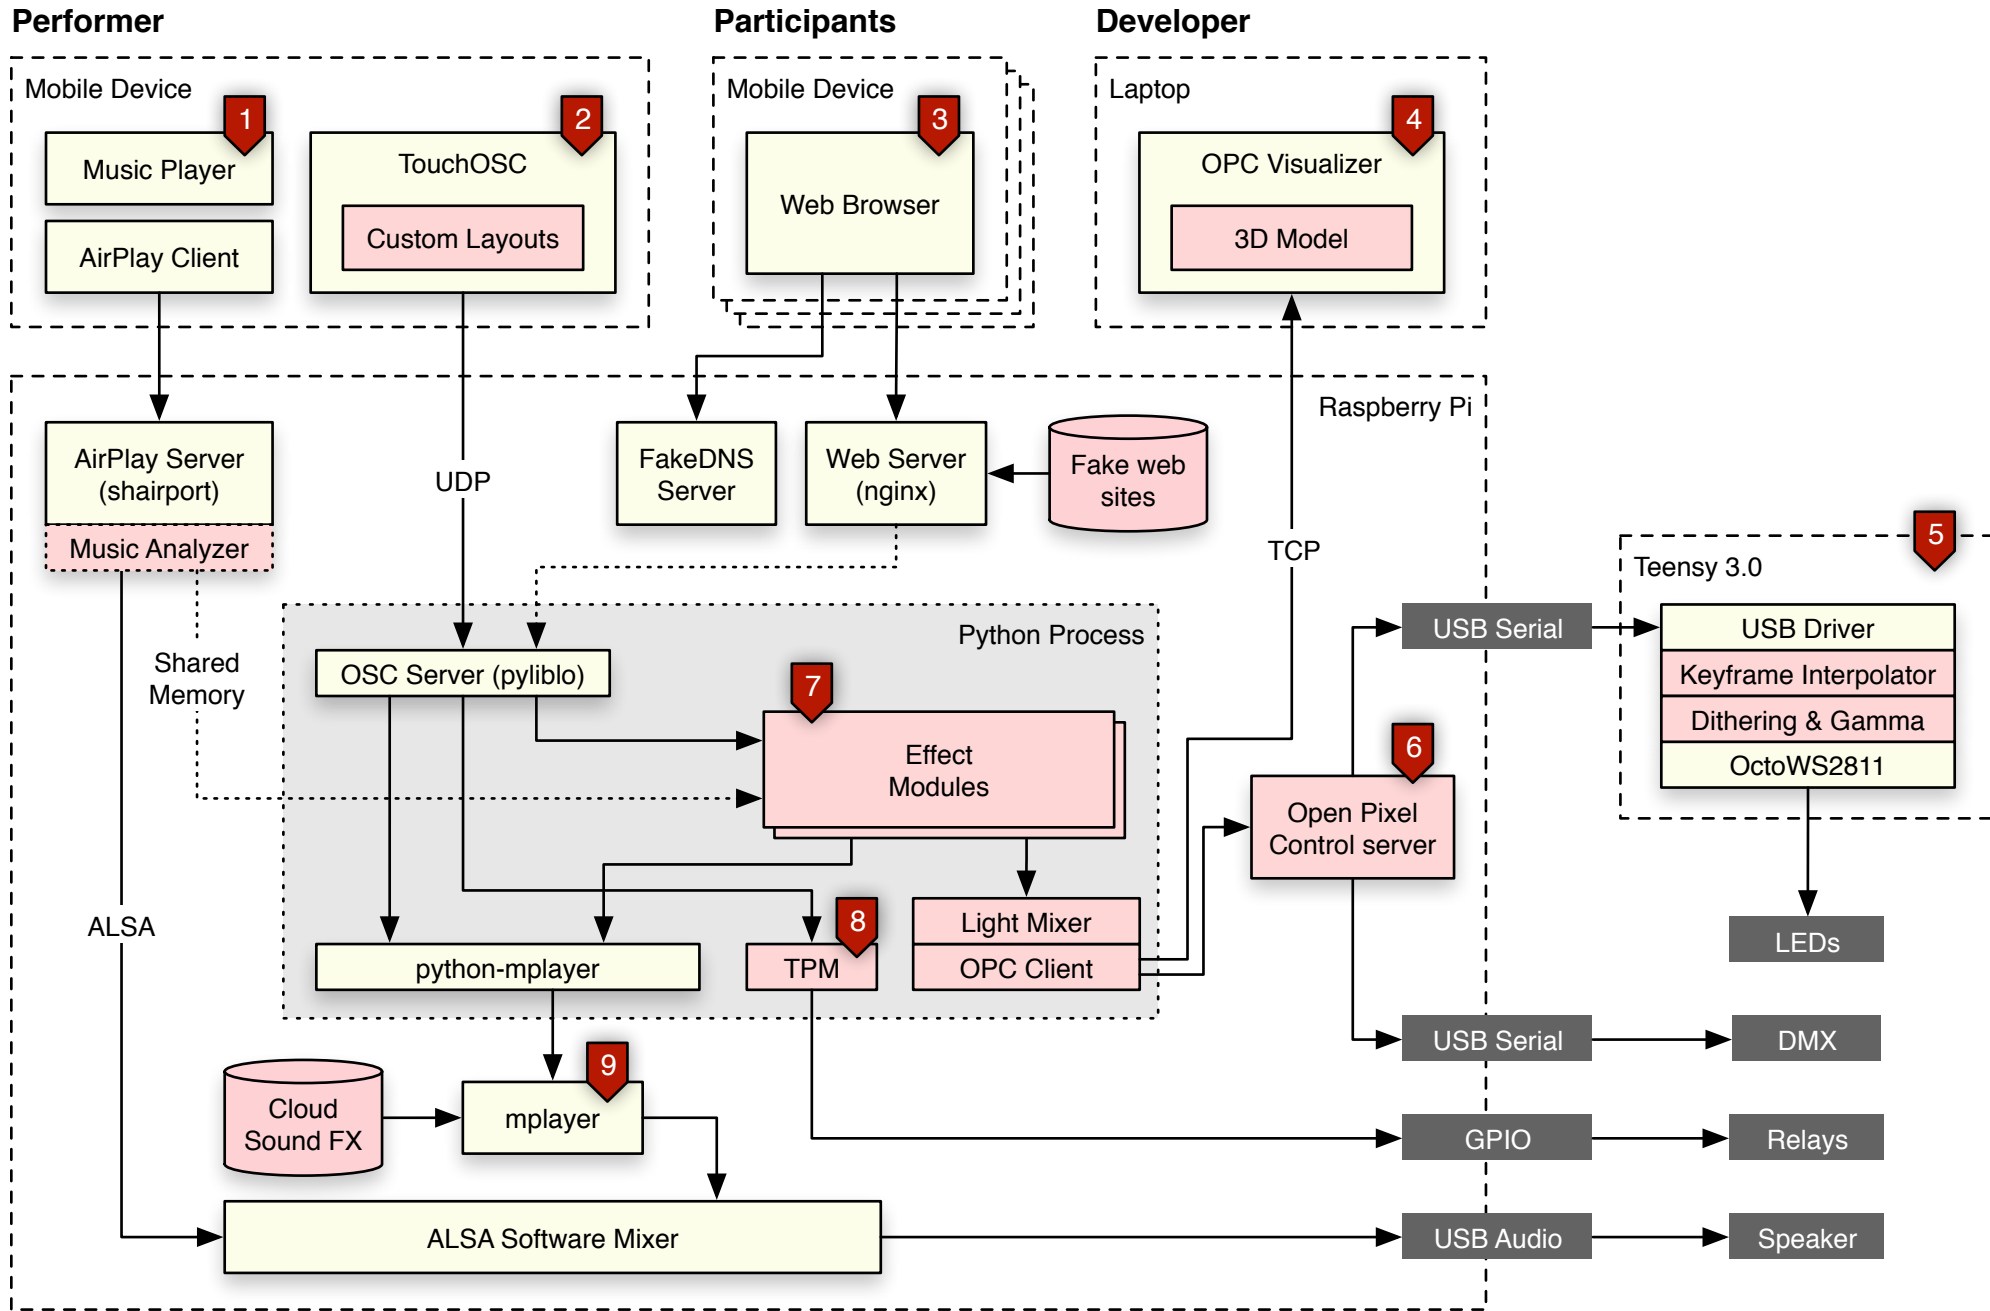 Performer
Participants
Developer
Mobile Device
1
Music Player
AirPlay Client
2
TouchOSC
Custom Layouts
Mobile Device
3
Web Browser
Laptop
4
OPC Visualizer
3D Model
Raspberry Pi
AirPlay Server
(shairport)
Music Analyzer
UDP
FakeDNS
Server
Web Server
(nginx)
Fake web
sites
TCP
5
Teensy 3.0
USB Driver
Keyframe Interpolator
Dithering & Gamma
OctoWS2811
Shared
Memory
Python Process
OSC Server (pyliblo)
7
Effect
Modules
USB Serial
6
Open Pixel
Control server
ALSA
python-mplayer
8
TPM
Light Mixer
OPC Client
LEDs
USB Serial
DMX
Cloud
Sound FX
9
mplayer
GPIO
Relays
ALSA Software Mixer
USB Audio
Speaker